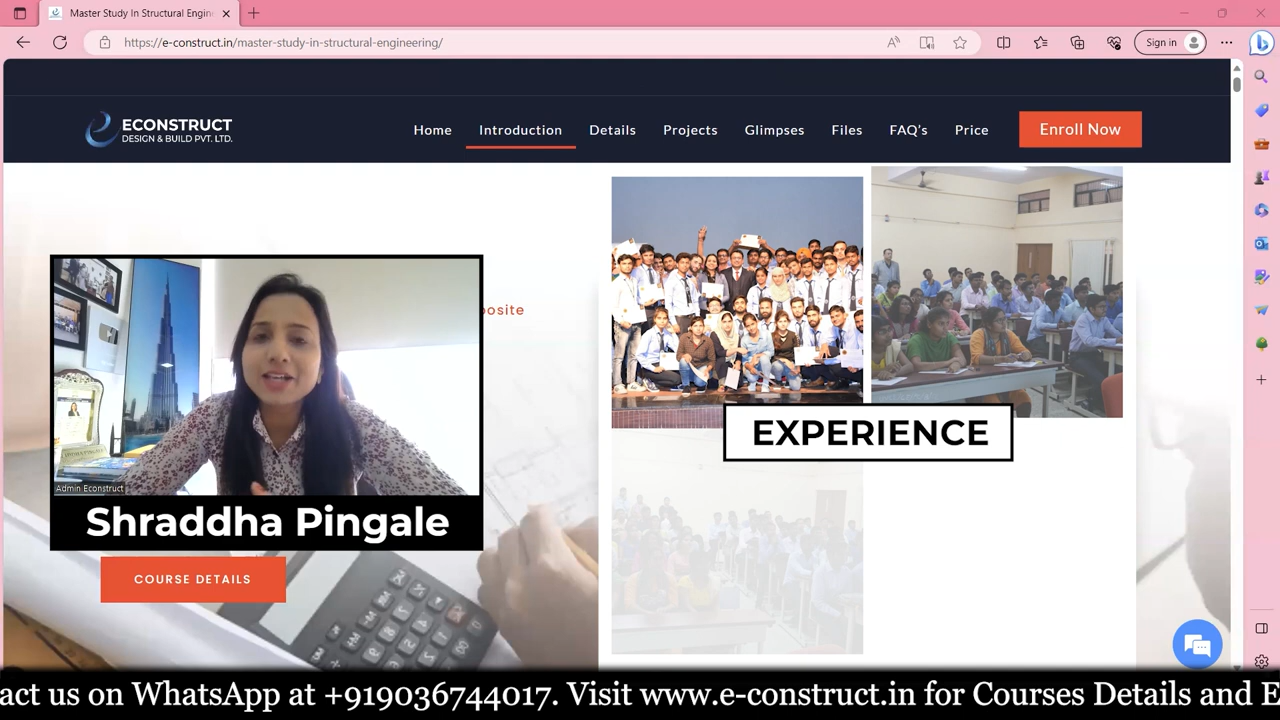 Master Study In Structural Engin
https://e-construct.in/master-study-in-structural-engineering/
Sign in
ECONSTRUCT
DESIGN & BUILD PVT. LTD.
Home
Introduction
Details
Projects
Glimpses
Files
FAQ's
Price
Enroll Now
posite
EXPERIENCE
Admin Econstruct
Shraddha Pingale
COURSE DETAILS
act us on WhatsApp at +919036744017. Visit www.e-construct.in for Courses Details and E